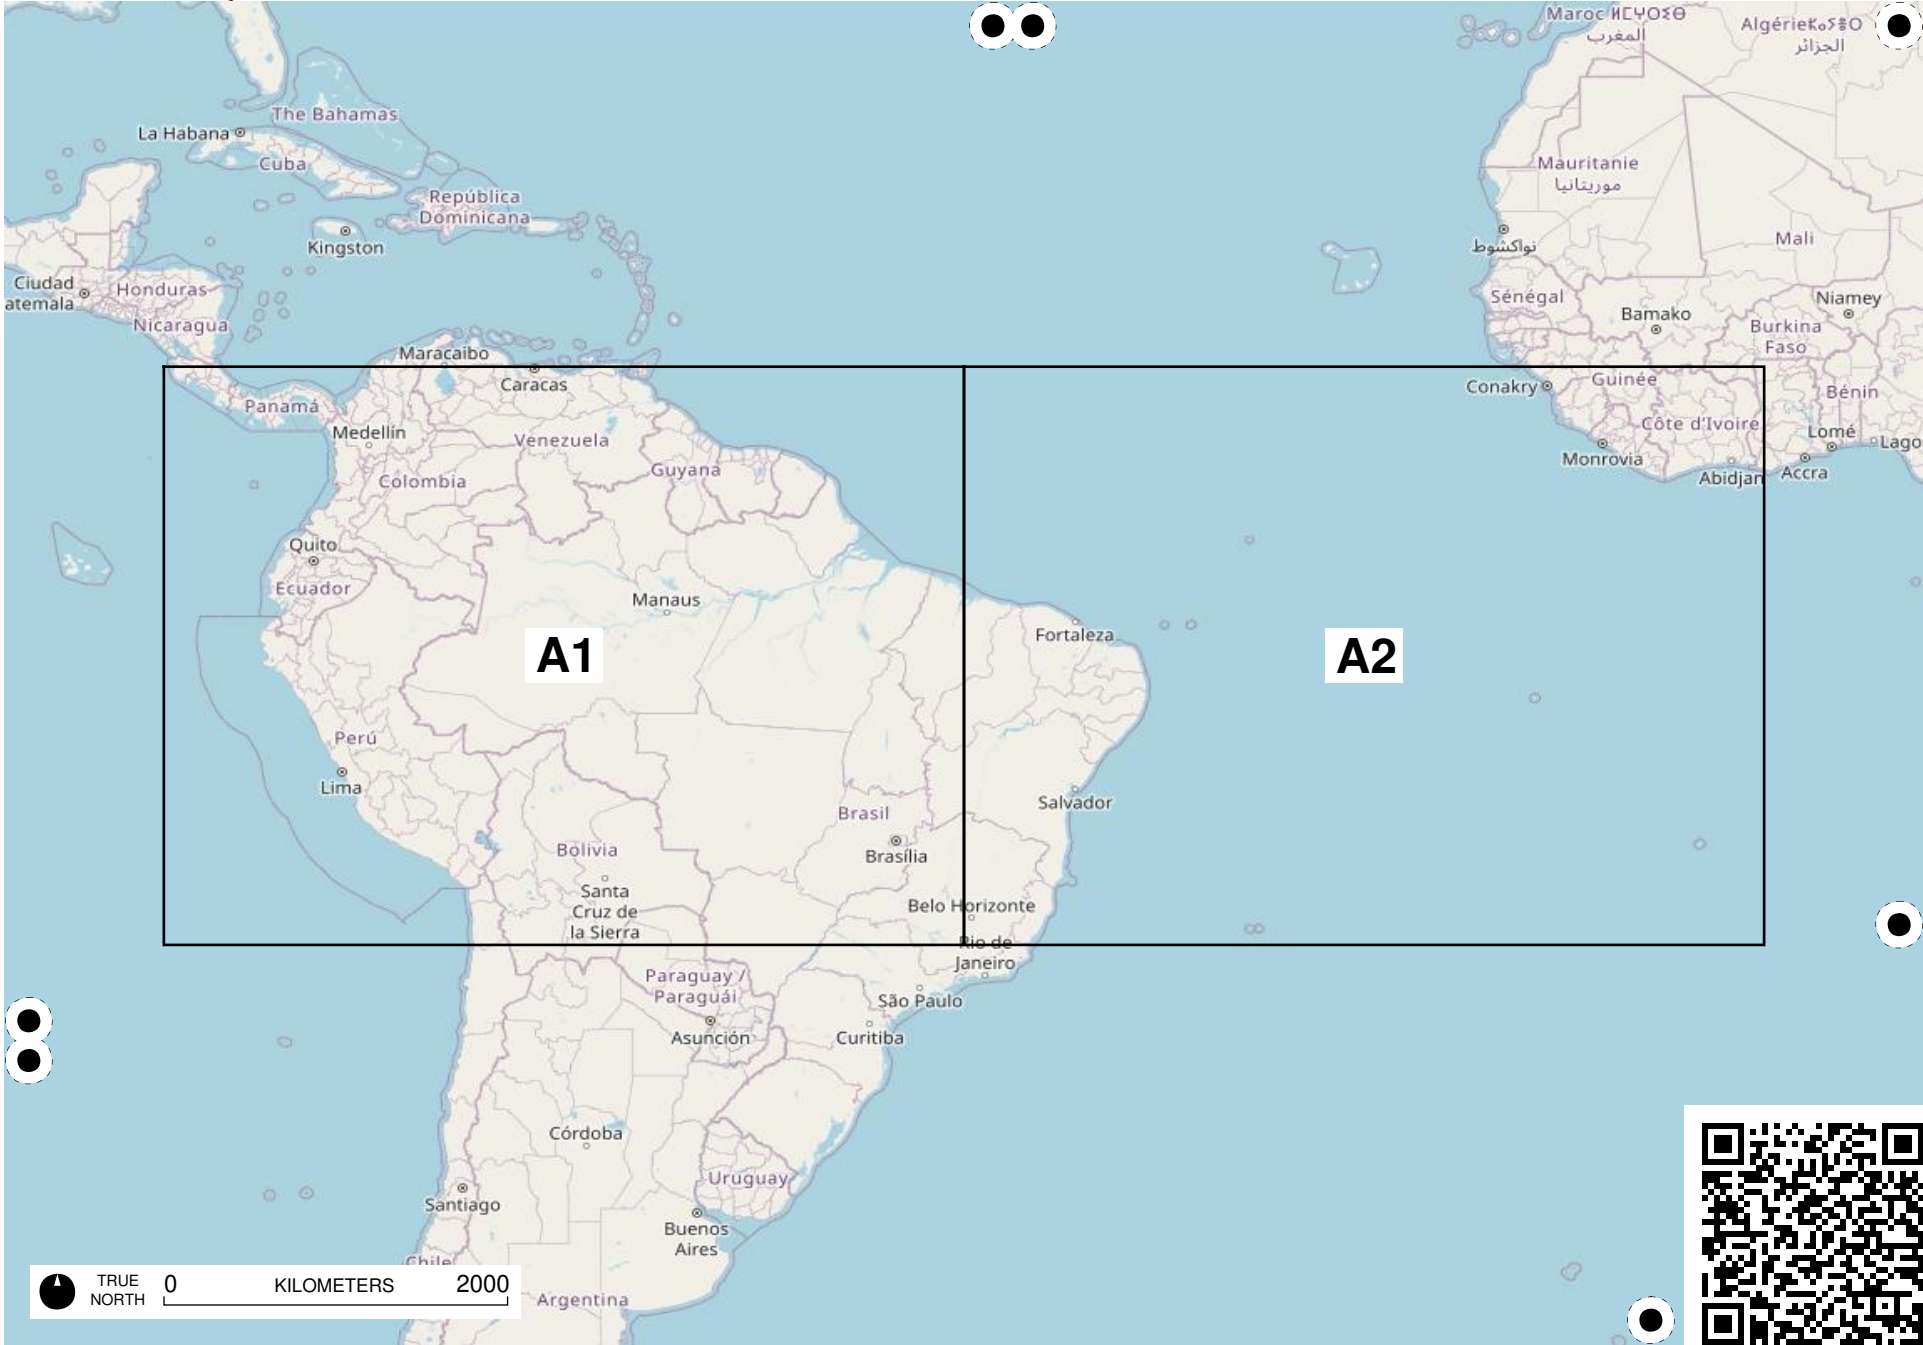 Maroc ⵍⵎⵖⵔⵉⴱ
المغرب
Algérie ⴷⵣⴰⵢⴻⵔ
الجزائر
The Bahamas
La Habana
Cuba
Mauritanie
موريتانيا
República
Dominicana
Kingston
Mali
نواكشوط
Ciudad
atemala
Honduras
Sénégal
Niamey
Bamako
Nicaragua
Burkina
Faso
Maracaibo
Caracas
Conakry
Guinée
Bénin
Panamá
Medellín
Venezuela
Côte d'Ivoire
Lomé
Lago
Monrovia
Guyana
Colombia
Abidjan
Accra
Quito
Ecuador
Manaus
Fortaleza
A1
A2
Perú
Lima
Salvador
Brasil
Bolivia
Brasília
Santa
Cruz de
la Sierra
Belo Horizonte
Rio de
Janeiro
Paraguay /
Paraguái
São Paulo
Asunción
Curitiba
Córdoba
Uruguay
Santiago
Buenos
Aires
Chile
Argentina
TRUE
NORTH
0 KILOMETERS 2000